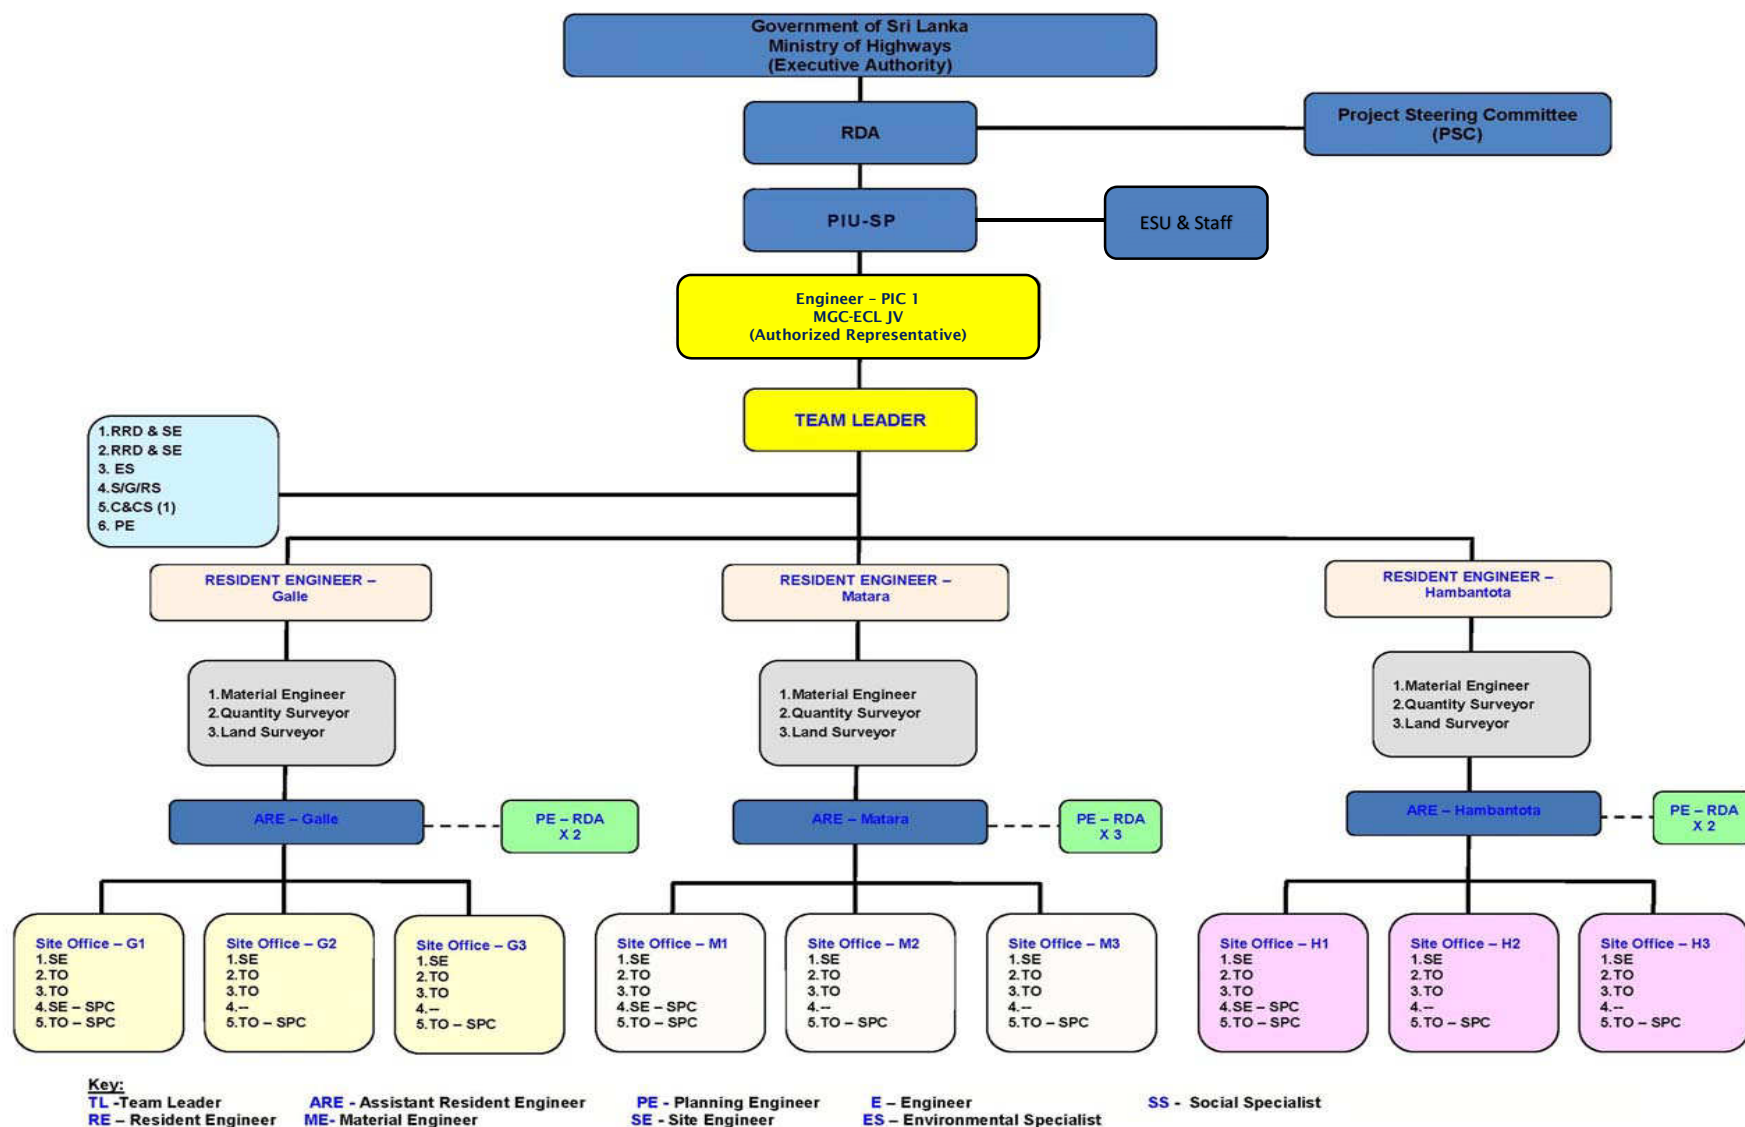 Government of Sri Lanka
Ministry of Highways
(Executive Authority)
RDA
Project Steering Committee
(PSC)
PIU-SP
ESU & Staff
Engineer – PIC 1
MGC-ECL JV
(Authorized Representative)
TEAM LEADER
1.RRD & SE
2.RRD & SE
3. ES
4.S/G/RS
5.C&CS (1)
6. PE
RESIDENT ENGINEER –
Galle
RESIDENT ENGINEER –
Matara
RESIDENT ENGINEER –
Hambantota
1.Material Engineer
2.Quantity Surveyor
3.Land Surveyor
1.Material Engineer
2.Quantity Surveyor
3.Land Surveyor
1.Material Engineer
2.Quantity Surveyor
3.Land Surveyor
ARE – Galle
PE – RDA
X 2
ARE – Matara
PE – RDA
X 3
ARE – Hambantota
PE – RDA
X 2
Site Office – G1
1.SE
2.TO
3.TO
4.SE – SPC
5.TO – SPC
Site Office – G2
1.SE
2.TO
3.TO
4.--
5.TO – SPC
Site Office – G3
1.SE
2.TO
3.TO
4.--
5.TO – SPC
Site Office – M1
1.SE
2.TO
3.TO
4.SE – SPC
5.TO – SPC
Site Office – M2
1.SE
2.TO
3.TO
4.--
5.TO – SPC
Site Office – M3
1.SE
2.TO
3.TO
4.--
5.TO – SPC
Site Office – H1
1.SE
2.TO
3.TO
4.SE – SPC
5.TO – SPC
Site Office – H2
1.SE
2.TO
3.TO
4.--
5.TO – SPC
Site Office – H3
1.SE
2.TO
3.TO
4.--
5.TO – SPC
Key:
TL -Team Leader ARE - Assistant Resident Engineer PE - Planning Engineer E – Engineer SS - Social Specialist
RE – Resident Engineer ME- Material Engineer SE - Site Engineer ES – Environmental Specialist